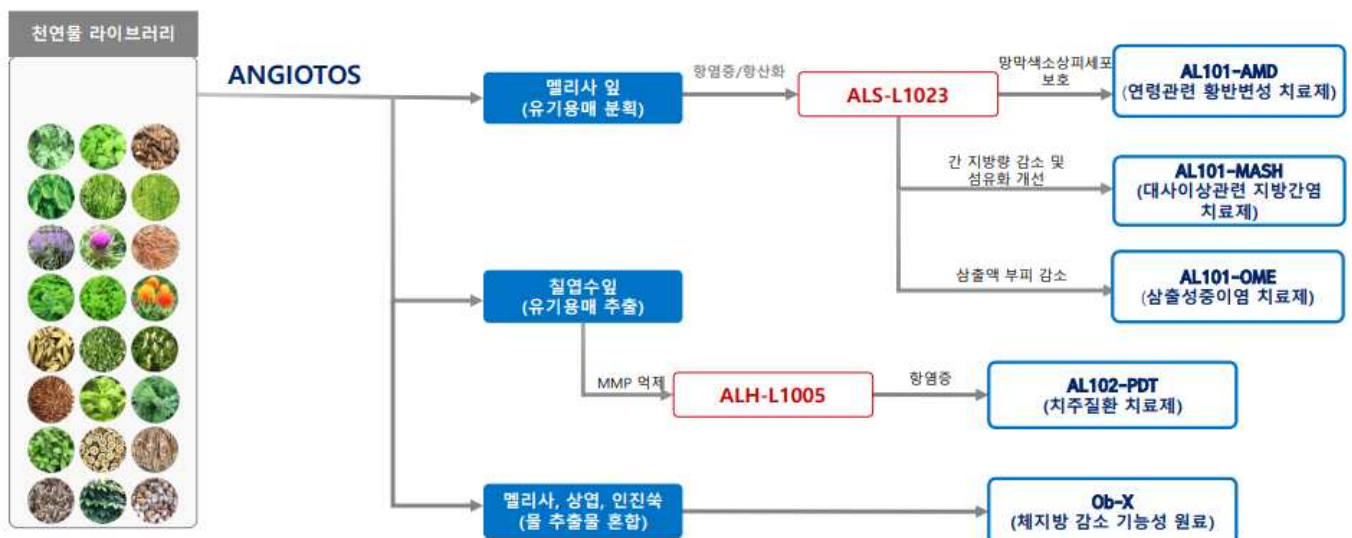 천연물 라이브러리
ANGIOTOS
멜리사 잎
(유기용매 분획)
항염증/항산화
ALS-L1023
망막색소상피세포
보호
AL101-AMD
(연령관련 황반변성 치료제)
간 지방량 감소 및
섬유화 개선
AL101-MASH
(대사이상관련 지방간염
치료제)
삼출액 부피 감소
AL101-OME
(삼출성중이염 치료제)
칠엽수잎
(유기용매 추출)
MMP 억제
ALH-L1005
항염증
AL102-PDT
(치주질환 치료제)
멜리사, 상엽, 인진쑥
(물 추출물 혼합)
Ob-X
(체지방 감소 기능성 원료)